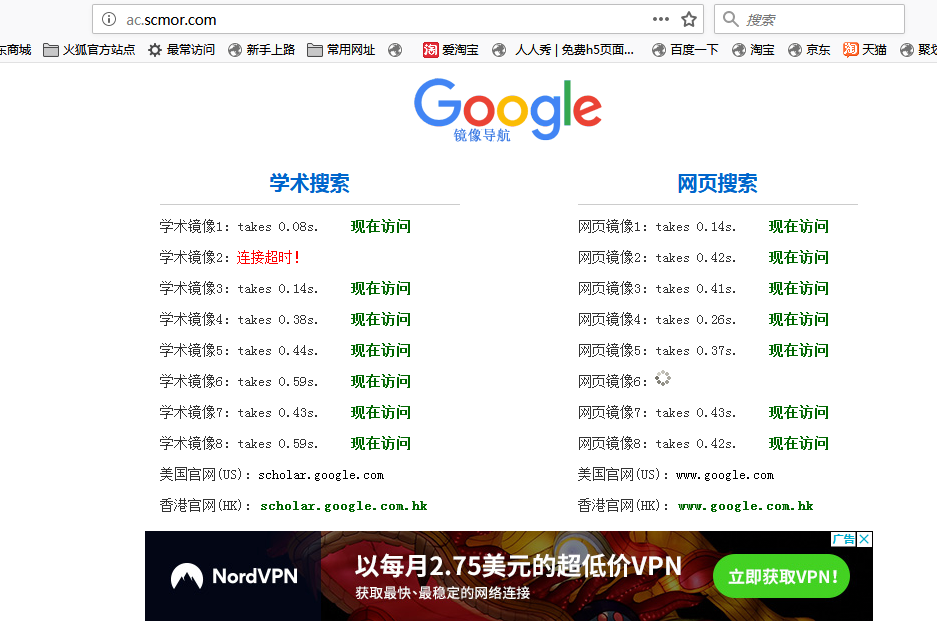 ac.scmor.com
搜索
东商城 火狐官方站点 最常访问 新手上路 常用网址 淘 爱淘宝 人人秀 | 免费h5页面... 百度一下 淘宝 京东 淘 天猫 聚划
Google
镜像导航
学术搜索
学术镜像1: takes 0.08s. 现在访问
学术镜像2: 连接超时!
学术镜像3: takes 0.14s. 现在访问
学术镜像4: takes 0.38s. 现在访问
学术镜像5: takes 0.44s. 现在访问
学术镜像6: takes 0.59s. 现在访问
学术镜像7: takes 0.43s. 现在访问
学术镜像8: takes 0.59s. 现在访问
美国官网(US): scholar.google.com
香港官网(HK): scholar.google.com.hk
网页搜索
网页镜像1: takes 0.14s. 现在访问
网页镜像2: takes 0.42s. 现在访问
网页镜像3: takes 0.41s. 现在访问
网页镜像4: takes 0.26s. 现在访问
网页镜像5: takes 0.37s. 现在访问
网页镜像6:
网页镜像7: takes 0.43s. 现在访问
网页镜像8: takes 0.42s. 现在访问
美国官网(US): www.google.com
香港官网(HK): www.google.com.hk
广告
NordVPN
以每月2.75美元的超低价VPN
获取最快、最稳定的网络连接
立即获取VPN!